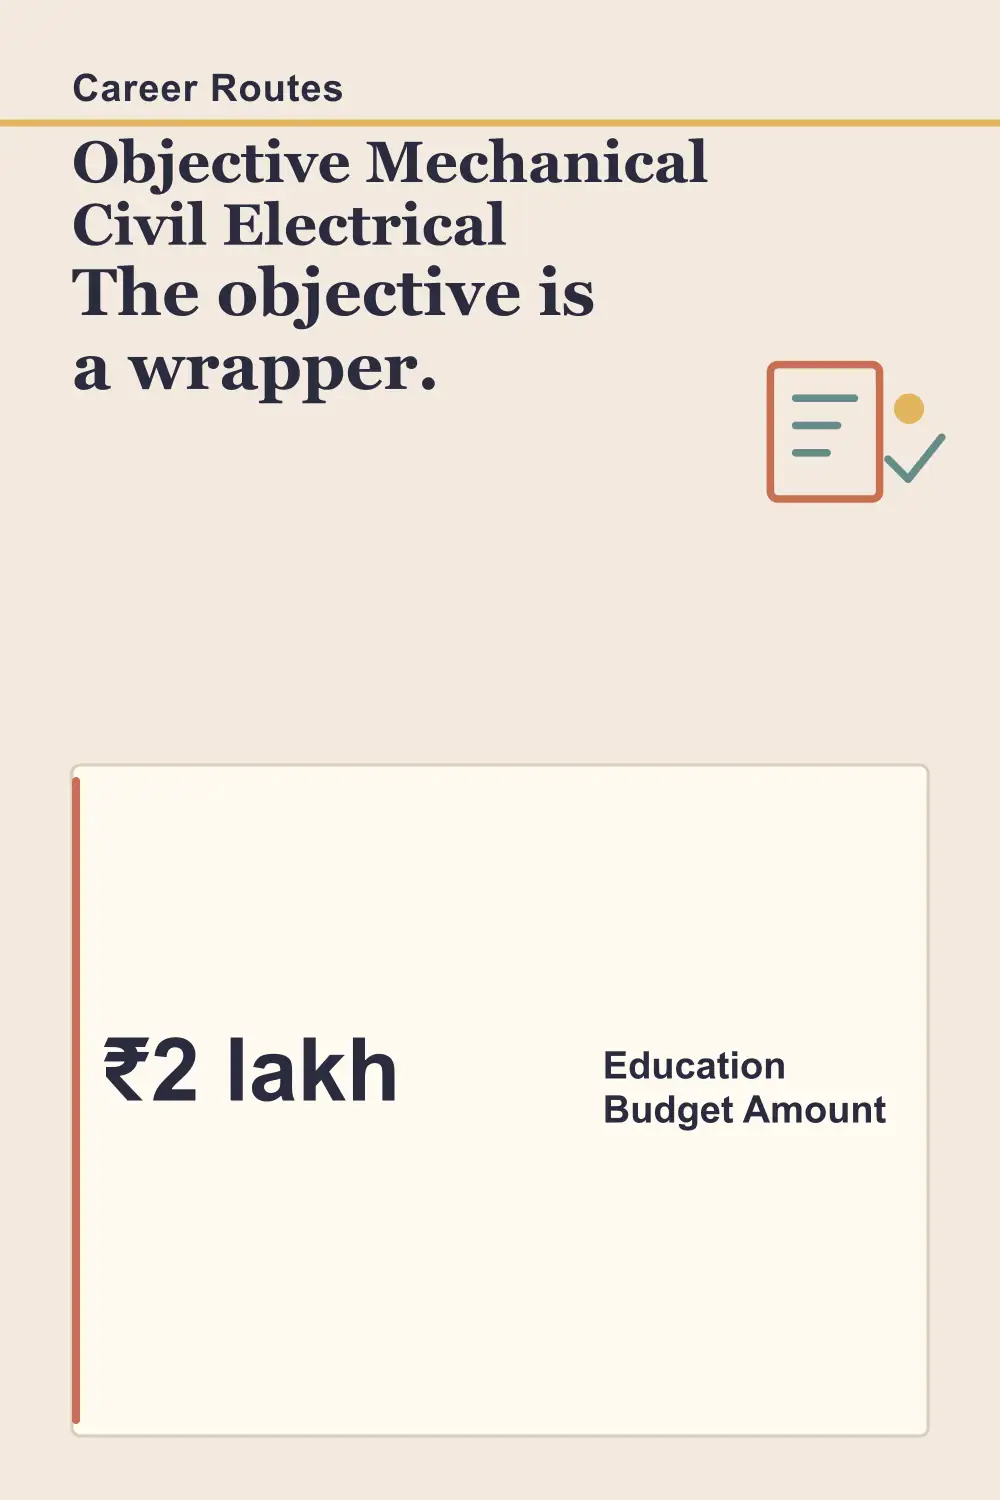 Career Routes
Objective Mechanical
Civil Electrical
The objective is
a wrapper.
₹2 lakh
Education
Budget Amount